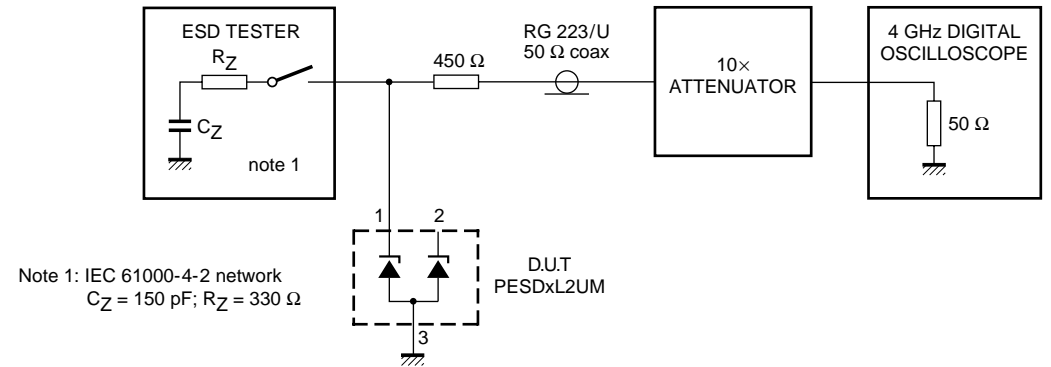 ESD TESTER
RZ
CZ
note 1
450 Ω
RG 223/U
50 Ω coax
10×
ATTENUATOR
4 GHz DIGITAL
OSCILLOSCOPE
50 Ω
1
2
D.U.T
PESDxL2UM
3
Note 1: IEC 61000-4-2 network
CZ = 150 pF; RZ = 330 Ω